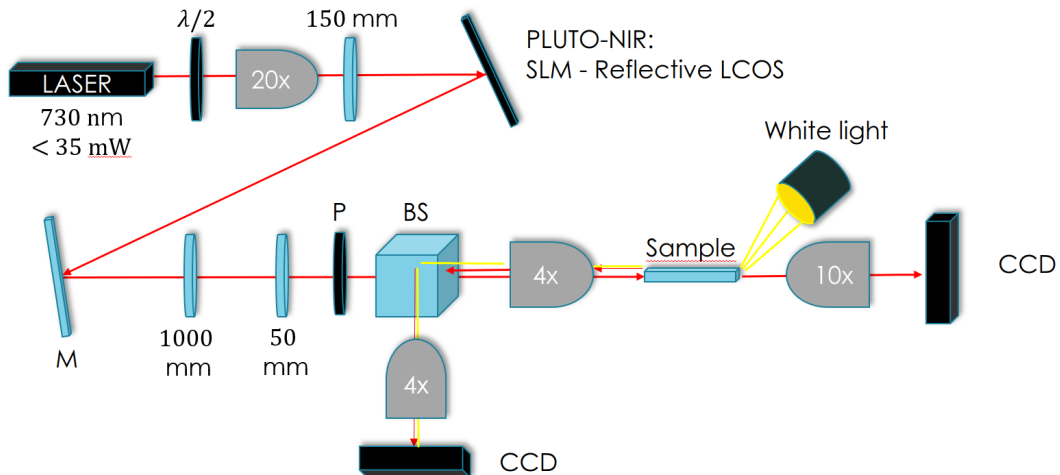 λ/2
150 mm
PLUTO-NIR:
SLM - Reflective LCOS
LASER
20x
730 nm
< 35 mW
White light
P
BS
Sample
4x
10x
CCD
M
1000
mm
50
mm
4x
CCD